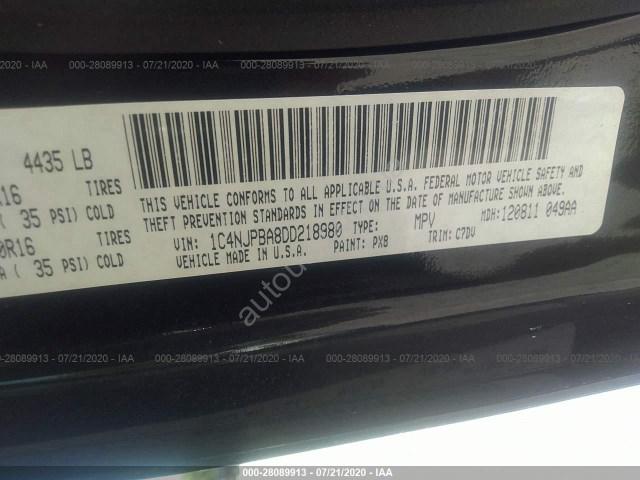 000-28089913 - 07/21/2020 - IAA
000-28089913 - 07/21/2020 - IAA
000-28089913 - 07/21/2020 - IAA
4435 LB
R16 TIRES
( 35 PSI) COLD
0R16 TIRES
( 35 PSI) COLD
THIS VEHICLE CONFORMS TO ALL APPLICABLE U.S.A. FEDERAL MOTOR VEHICLE SAFETY AND
THEFT PREVENTION STANDARDS IN EFFECT ON THE DATE OF MANUFACTURE SHOWN ABOVE.
VIN: 1C4NJPBA8DD218980 TYPE: MPV MDH: 120811 049AA
VEHICLE MADE IN U.S.A. PAINT: PX8 TRIM: C7DV
000-28089913 - 07/21/2020 - IAA
000-28089913 - 07/21/2020 - IAA
000-28089913 - 07/21/2020 - IAA
000-28089913 - 07/21/2020 - IAA